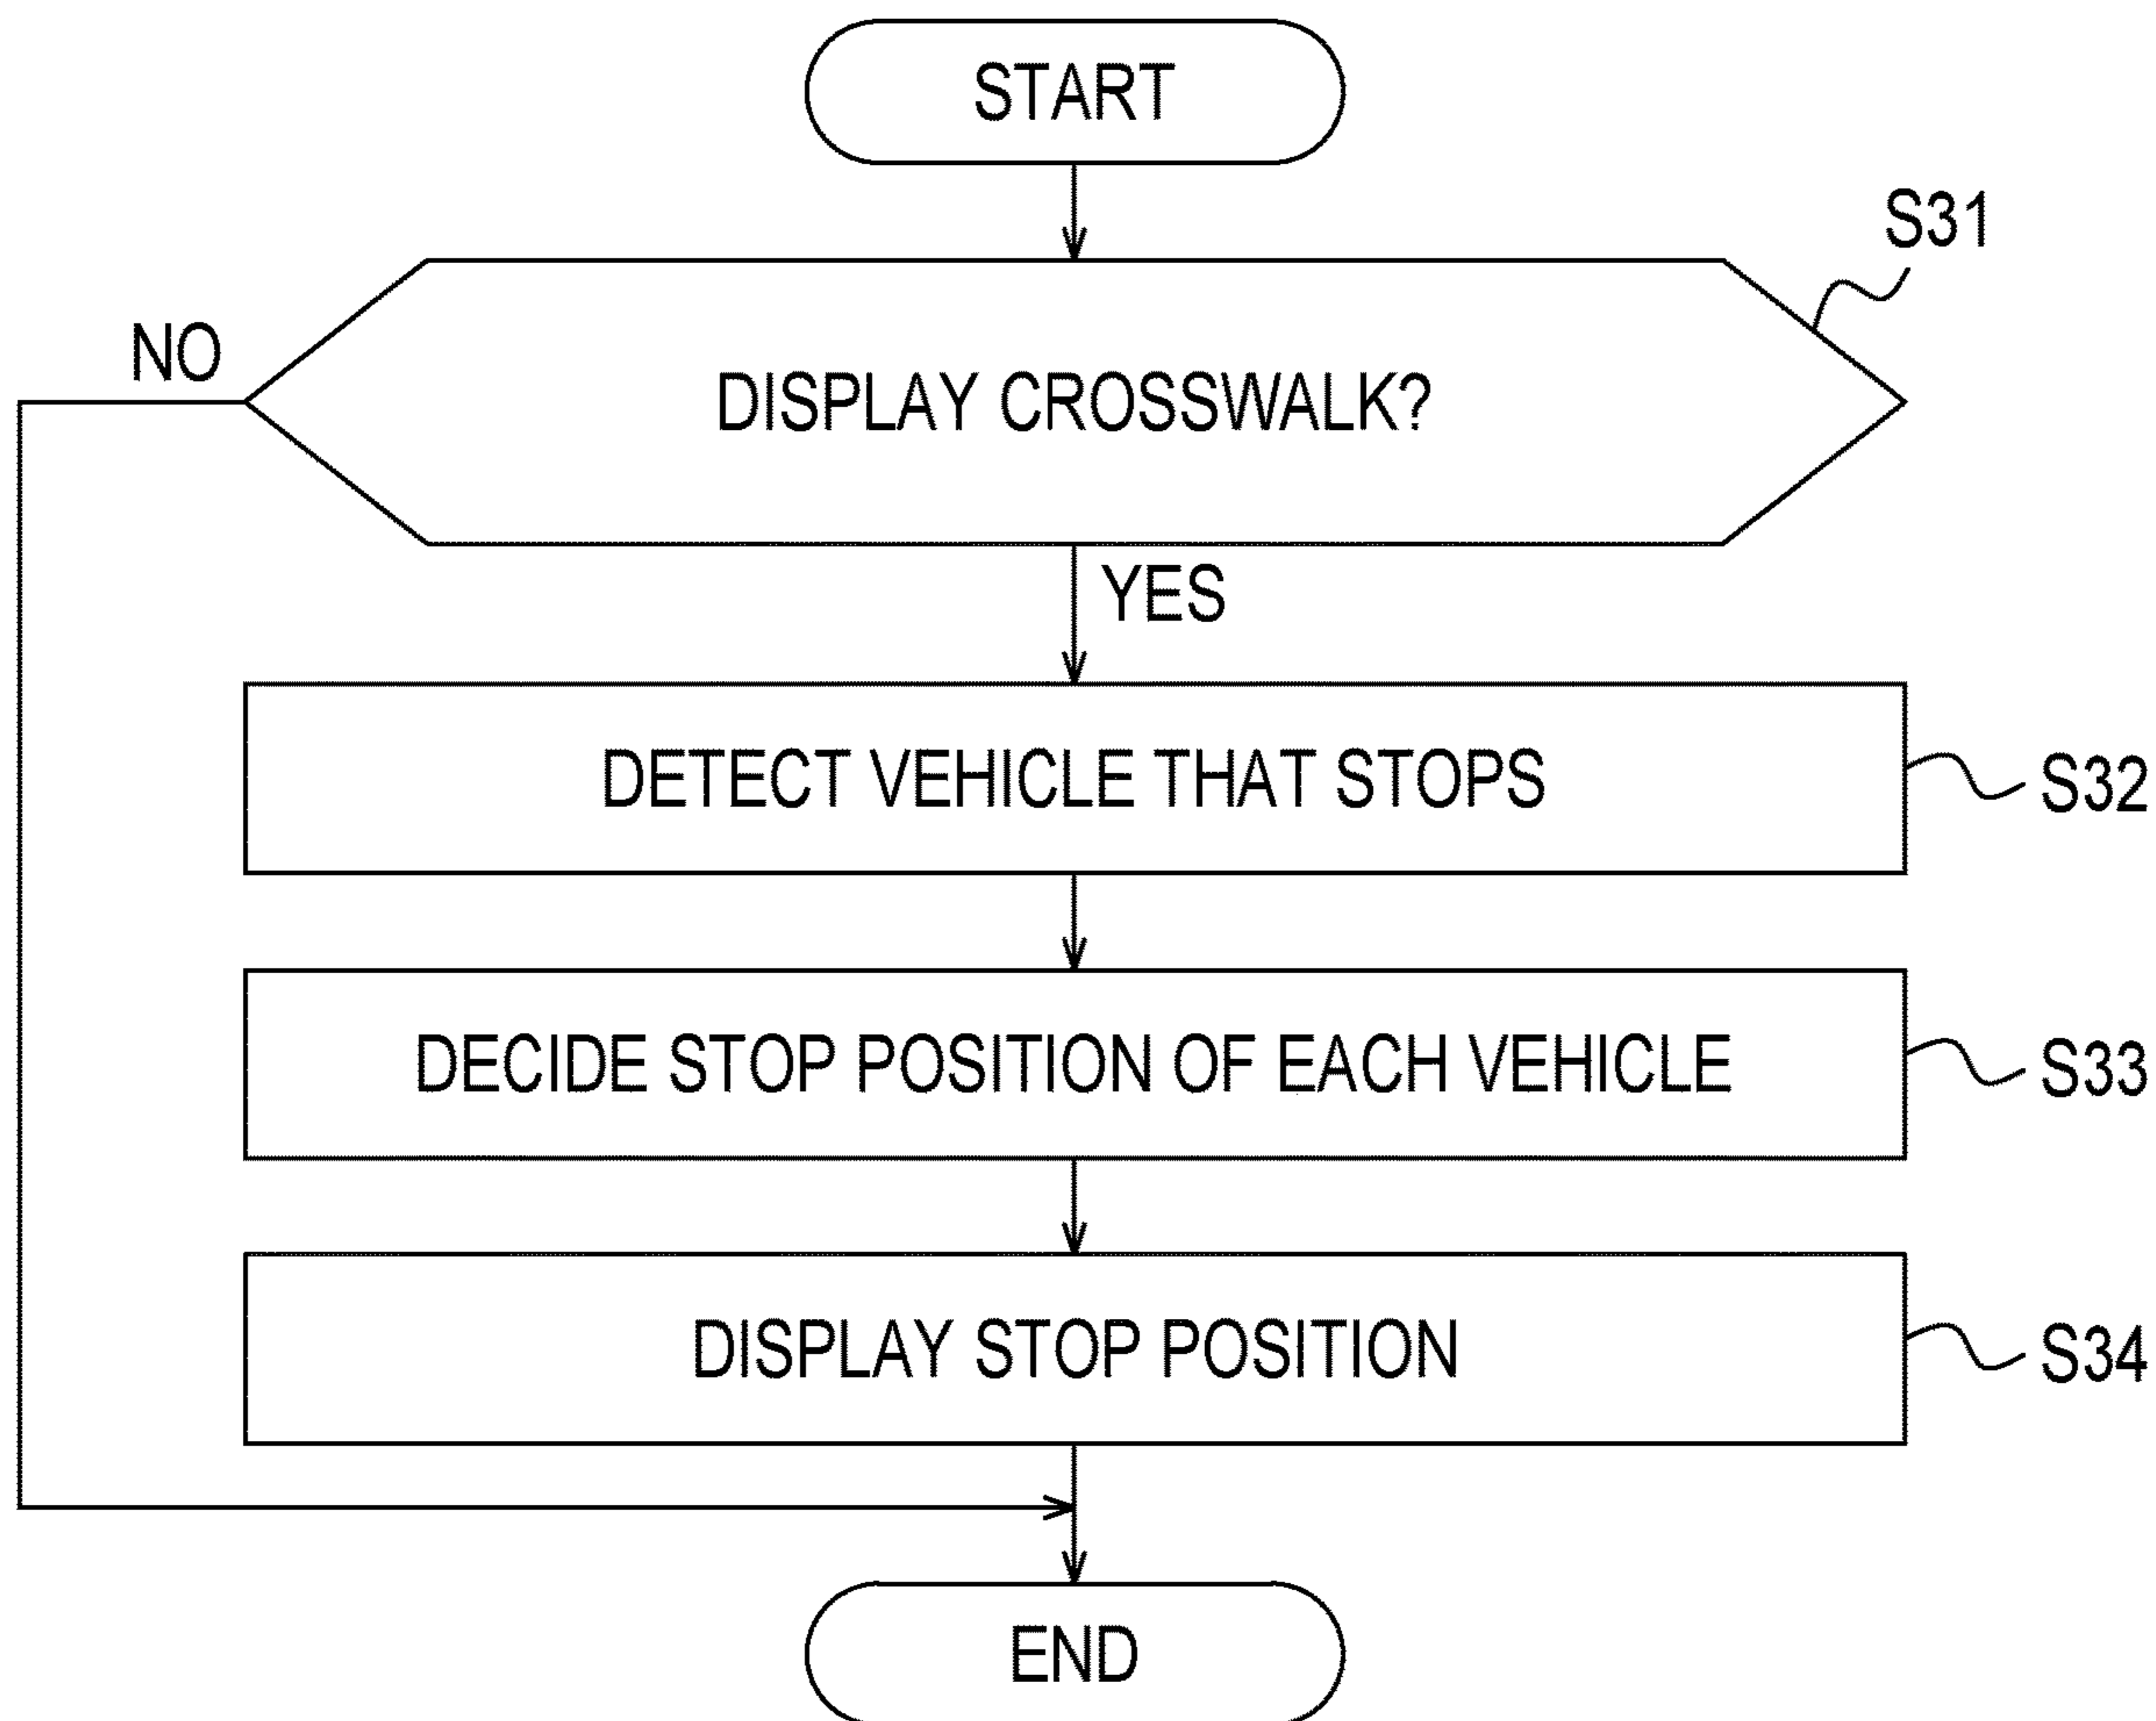 START
S31
NO
DISPLAY CROSSWALK?
YES
DETECT VEHICLE THAT STOPS
S32
DECIDE STOP POSITION OF EACH VEHICLE
S33
DISPLAY STOP POSITION
S34
END